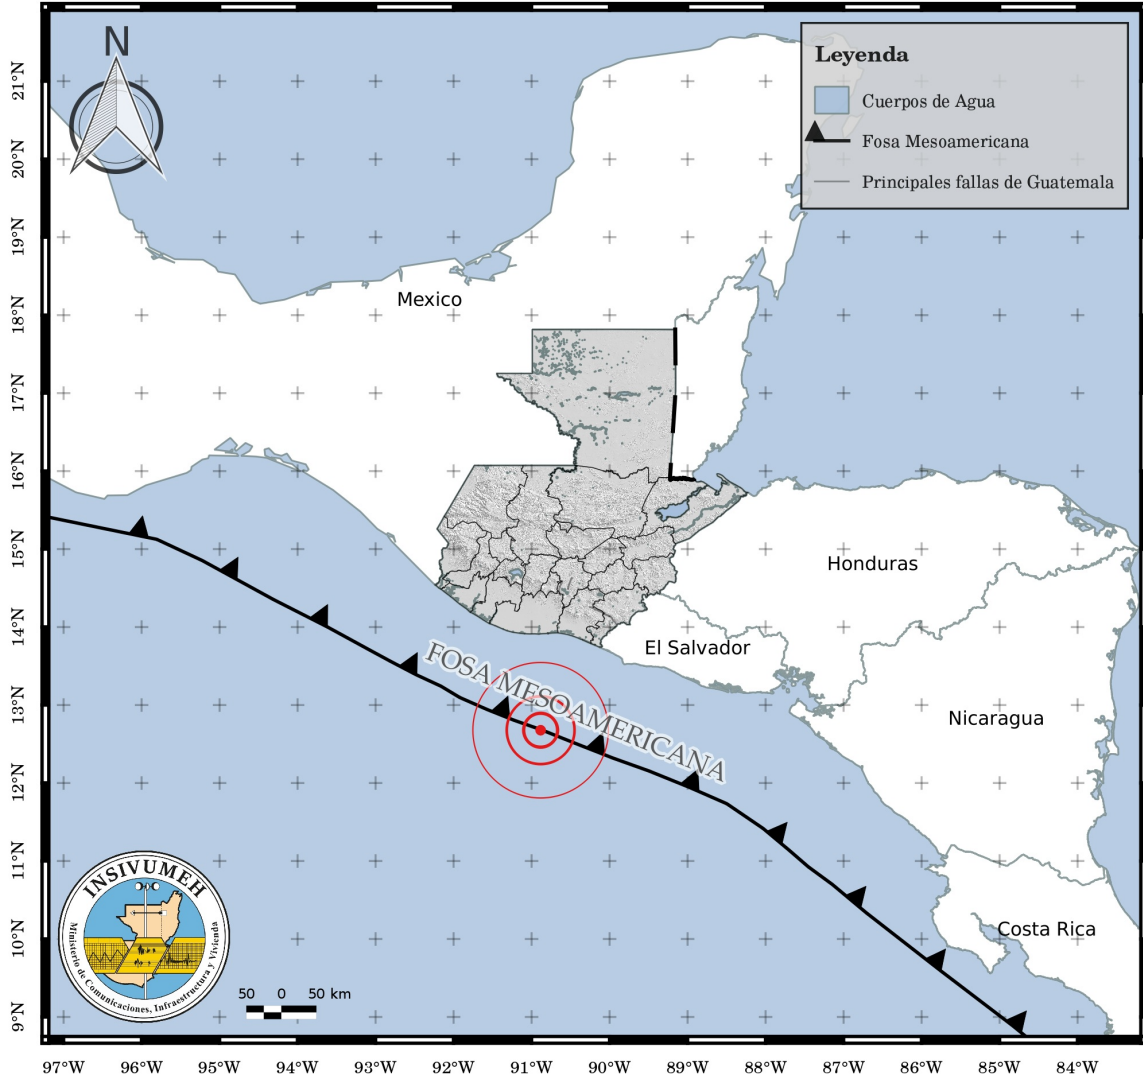 N
Leyenda
Cuerpos de Agua
Fosa Mesoamericana
Principales fallas de Guatemala
21°N
20°N
19°N
18°N
17°N
16°N
15°N
14°N
13°N
12°N
11°N
10°N
9°N
Mexico
Honduras
El Salvador
FOSA MESOAMERICANA
Nicaragua
Costa Rica
INSIVUMEH
Ministerio de Comunicaciones, Infraestructura y Vivienda
50 0 50 km
97°W 96°W 95°W 94°W 93°W 92°W 91°W 90°W 89°W 88°W 87°W 86°W 85°W 84°W